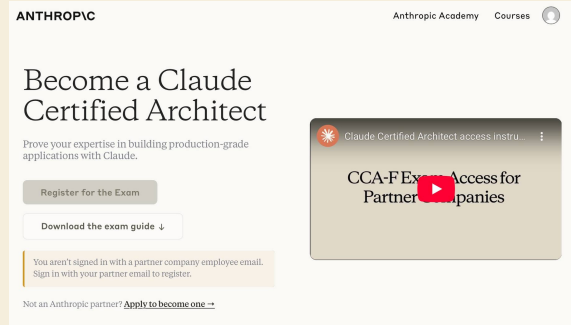 ANTHROP\C
Anthropic Academy
Courses
Become a Claude
Certified Architect
Prove your expertise in building production-grade
applications with Claude.
Register for the Exam
Download the exam guide ↓
You aren't signed in with a partner company employee email.
Sign in with your partner email to register.
Not an Anthropic partner? Apply to become one →
Claude Certified Architect access instru...
CCA-F Access for
Partner